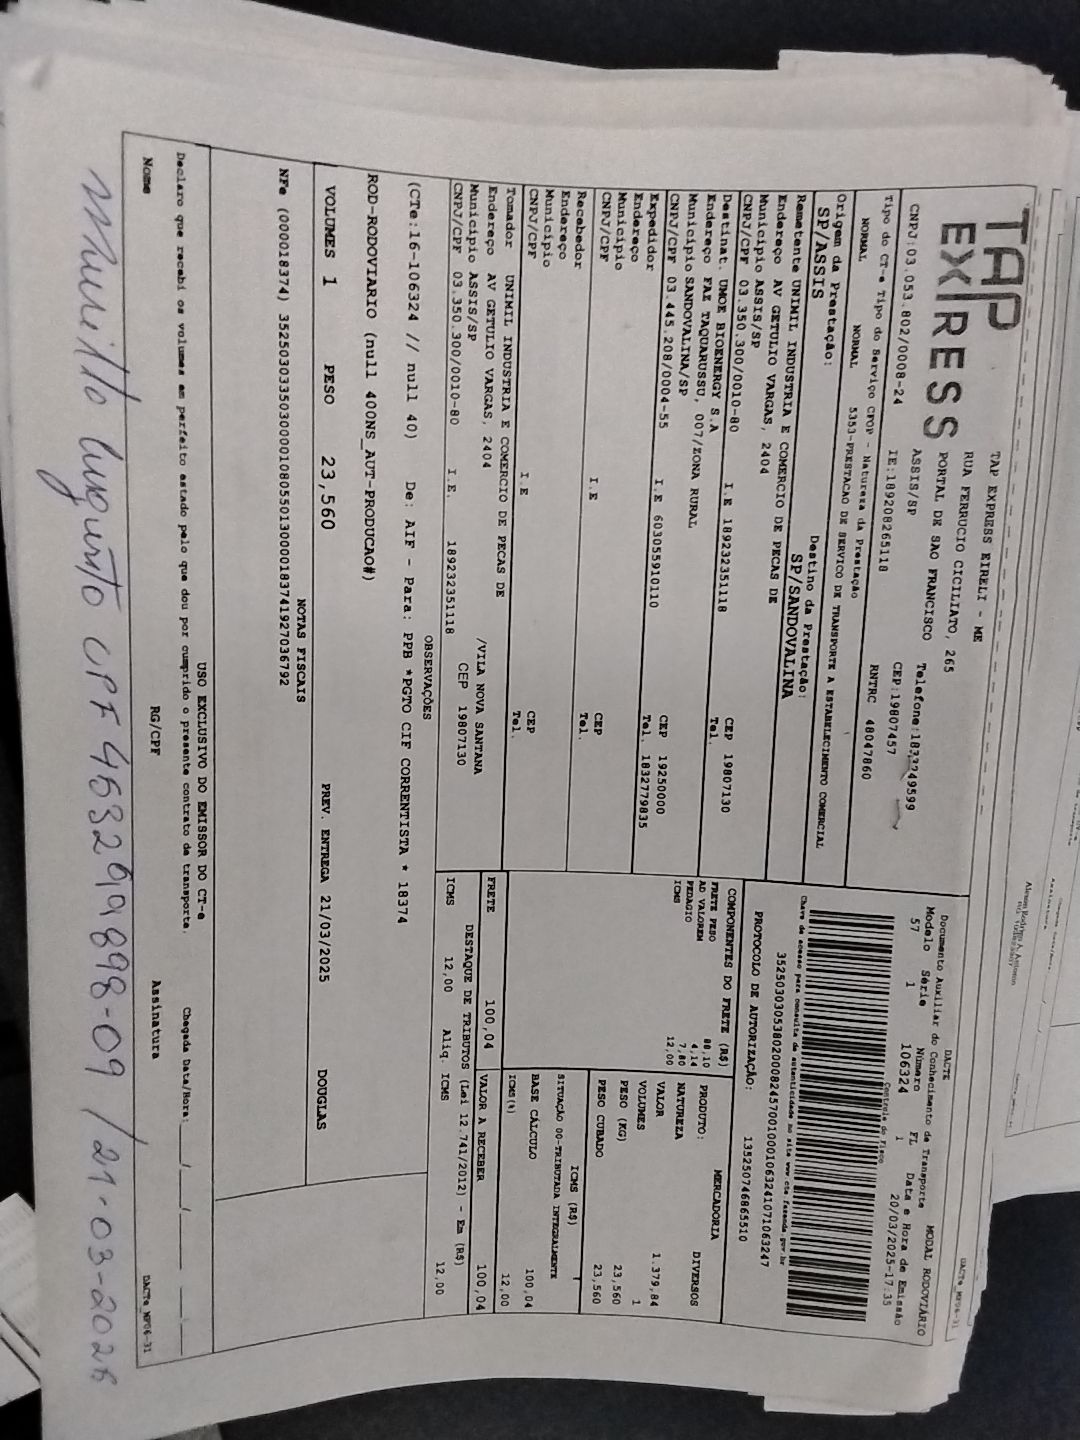 TAP
EXPRESS
TAP EXPRESS EIRELI - ME
RUA FERRUCIO CICILIATO, 265
PORTAL DE SAO FRANCISCO Telefone:1833249599
ASSIS/SP CEP:19807457
CNPJ:03.053.802/0008-24 IE:189208265118 RNTRC 48047860
Tipo do CT-e Tipo do Serviço CFOP - Natureza da Prestação
NORMAL NORMAL 5353-PRESTACAO DE SERVICO DE TRANSPORTE A ESTABELECIMENTO COMERCIAL
Origem da Prestação: Destino da Prestação:
SP/ASSIS SP/SANDOVALINA
Remetente UNIMIL INDUSTRIA E COMERCIO DE PECAS DE
Endereço AV GETULIO VARGAS, 2404
Município ASSIS/SP CEP 19807130
CNPJ/CPF 03.350.300/0010-80 I.E 189232351118 Tel.
Destinat. UMOE BIOENERGY S.A
Endereço FAZ TAQUARUSSU, 007/ZONA RURAL
Município SANDOVALINA/SP CEP 19250000
CNPJ/CPF 03.445.208/0004-55 I.E 603055910110 Tel. 1832779835
Expedidor
Endereço
Município CEP
CNPJ/CPF I.E Tel.
Recebedor
Endereço
Município CEP
CNPJ/CPF I.E Tel.
Tomador UNIMIL INDUSTRIA E COMERCIO DE PECAS DE
Endereço AV GETULIO VARGAS, 2404 /VILA NOVA SANTANA
Município ASSIS/SP CEP 19807130
CNPJ/CPF 03.350.300/0010-80 I.E. 189232351118
DACTE
Documento Auxiliar do Conhecimento de Transporte MODAL RODOVIÁRIO
Modelo Série Número FL Data e Hora de Emissão
57 1 106324 1 20/03/2025-17:35
Controle do Fisco
Chave de acesso para consulta de autenticidade no site www.cte.fazenda.gov.br
35250303053802000824570010001063241071063247
PROTOCOLO DE AUTORIZAÇÃO: 135250746865510
COMPONENTES DO FRETE (R$)
FRETE PESO 88,10
AD VALOREM 4,14
PEDAGIO 7,80
ICMS 12,00
MERCADORIA
PRODUTO: DIVERSOS
NATUREZA
VALOR 1.379,84
VOLUMES 1
PESO (KG) 23,560
PESO CUBADO 23,560
ICMS (R$)
SITUAÇÃO 00-TRIBUTADA INTEGRALMENTE
BASE CÁLCULO 100,04
ICMS(%) 12,00
FRETE 100,04 VALOR A RECEBER 100,04
DESTAQUE DE TRIBUTOS (Lei 12.741/2012) - Em (R$)
ICMS 12,00 Aliq. ICMS 12,00
OBSERVAÇÕES
(CTe:16-106324 // null 40) De: AIF - Para: PPB *PGTO CIF CORRENTISTA * 18374
ROD-RODOVIARIO (null 400NS_AUT-PRODUCAO#)
VOLUMES 1 PESO 23,560 PREV. ENTREGA 21/03/2025 DOUGLAS
NOTAS FISCAIS
NFe (000018374) 35250303350300001080550130000183741927036792
USO EXCLUSIVO DO EMISSOR DO CT-e
Declaro que recebi os volumes em perfeito estado pelo que dou por cumprido o presente contrato de transporte. Chegada Data/Hora: ___/___/______ ______
Nome RG/CPF Assinatura
DACTe_MP06-31